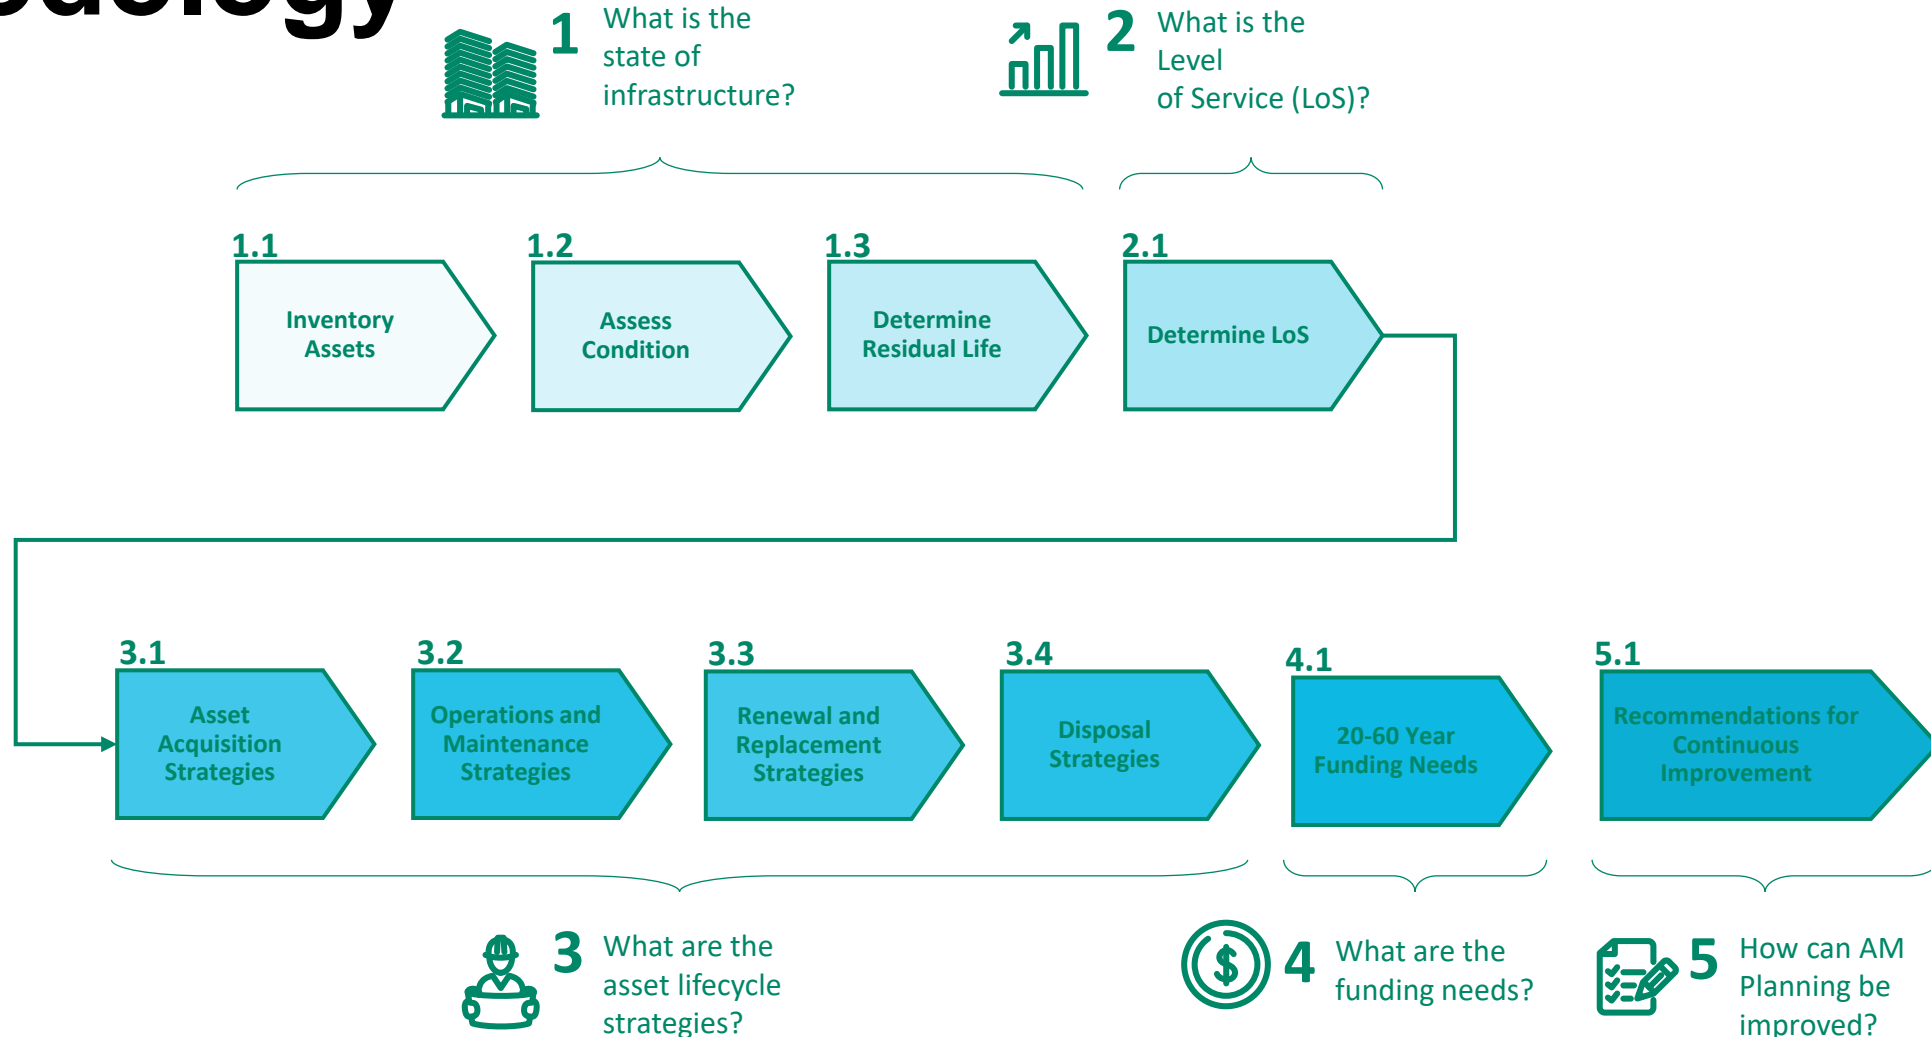 1
What is the
state of
infrastructure?
2
What is the
Level
of Service (LoS)?
1.1
Inventory
Assets
1.2
Assess
Condition
1.3
Determine
Residual Life
2.1
Determine LoS
3.1
Asset
Acquisition
Strategies
3.2
Operations and
Maintenance
Strategies
3.3
Renewal and
Replacement
Strategies
3.4
Disposal
Strategies
4.1
20-60 Year
Funding Needs
5.1
Recommendations for
Continuous
Improvement
3
What are the
asset lifecycle
strategies?
$
4
What are the
funding needs?
5
How can AM
Planning be
improved?